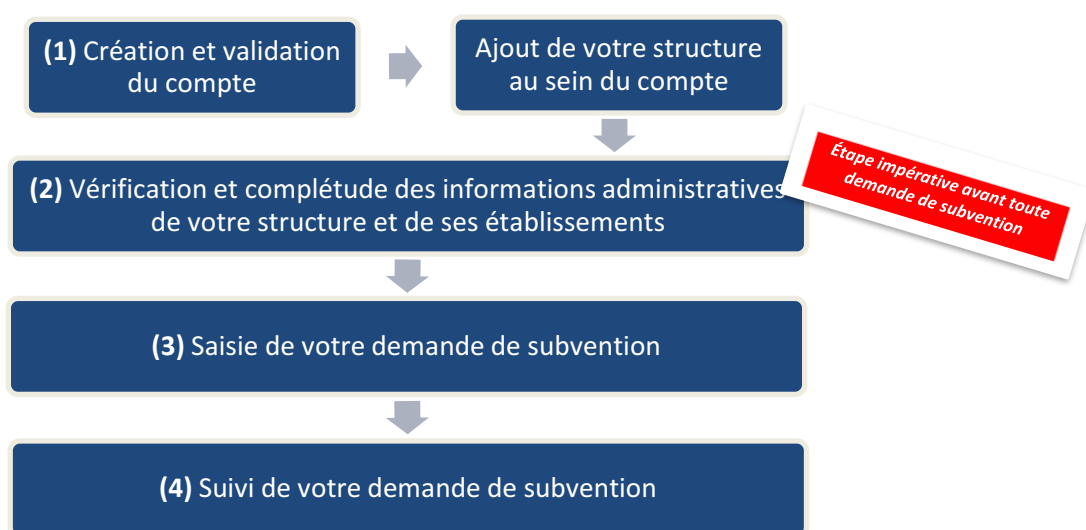 (1) Création et validation
du compte
Ajout de votre structure
au sein du compte
Étape impérative avant toute
demande de subvention
(2) Vérification et complétude des informations administratives
de votre structure et de ses établissements
(3) Saisie de votre demande de subvention
(4) Suivi de votre demande de subvention